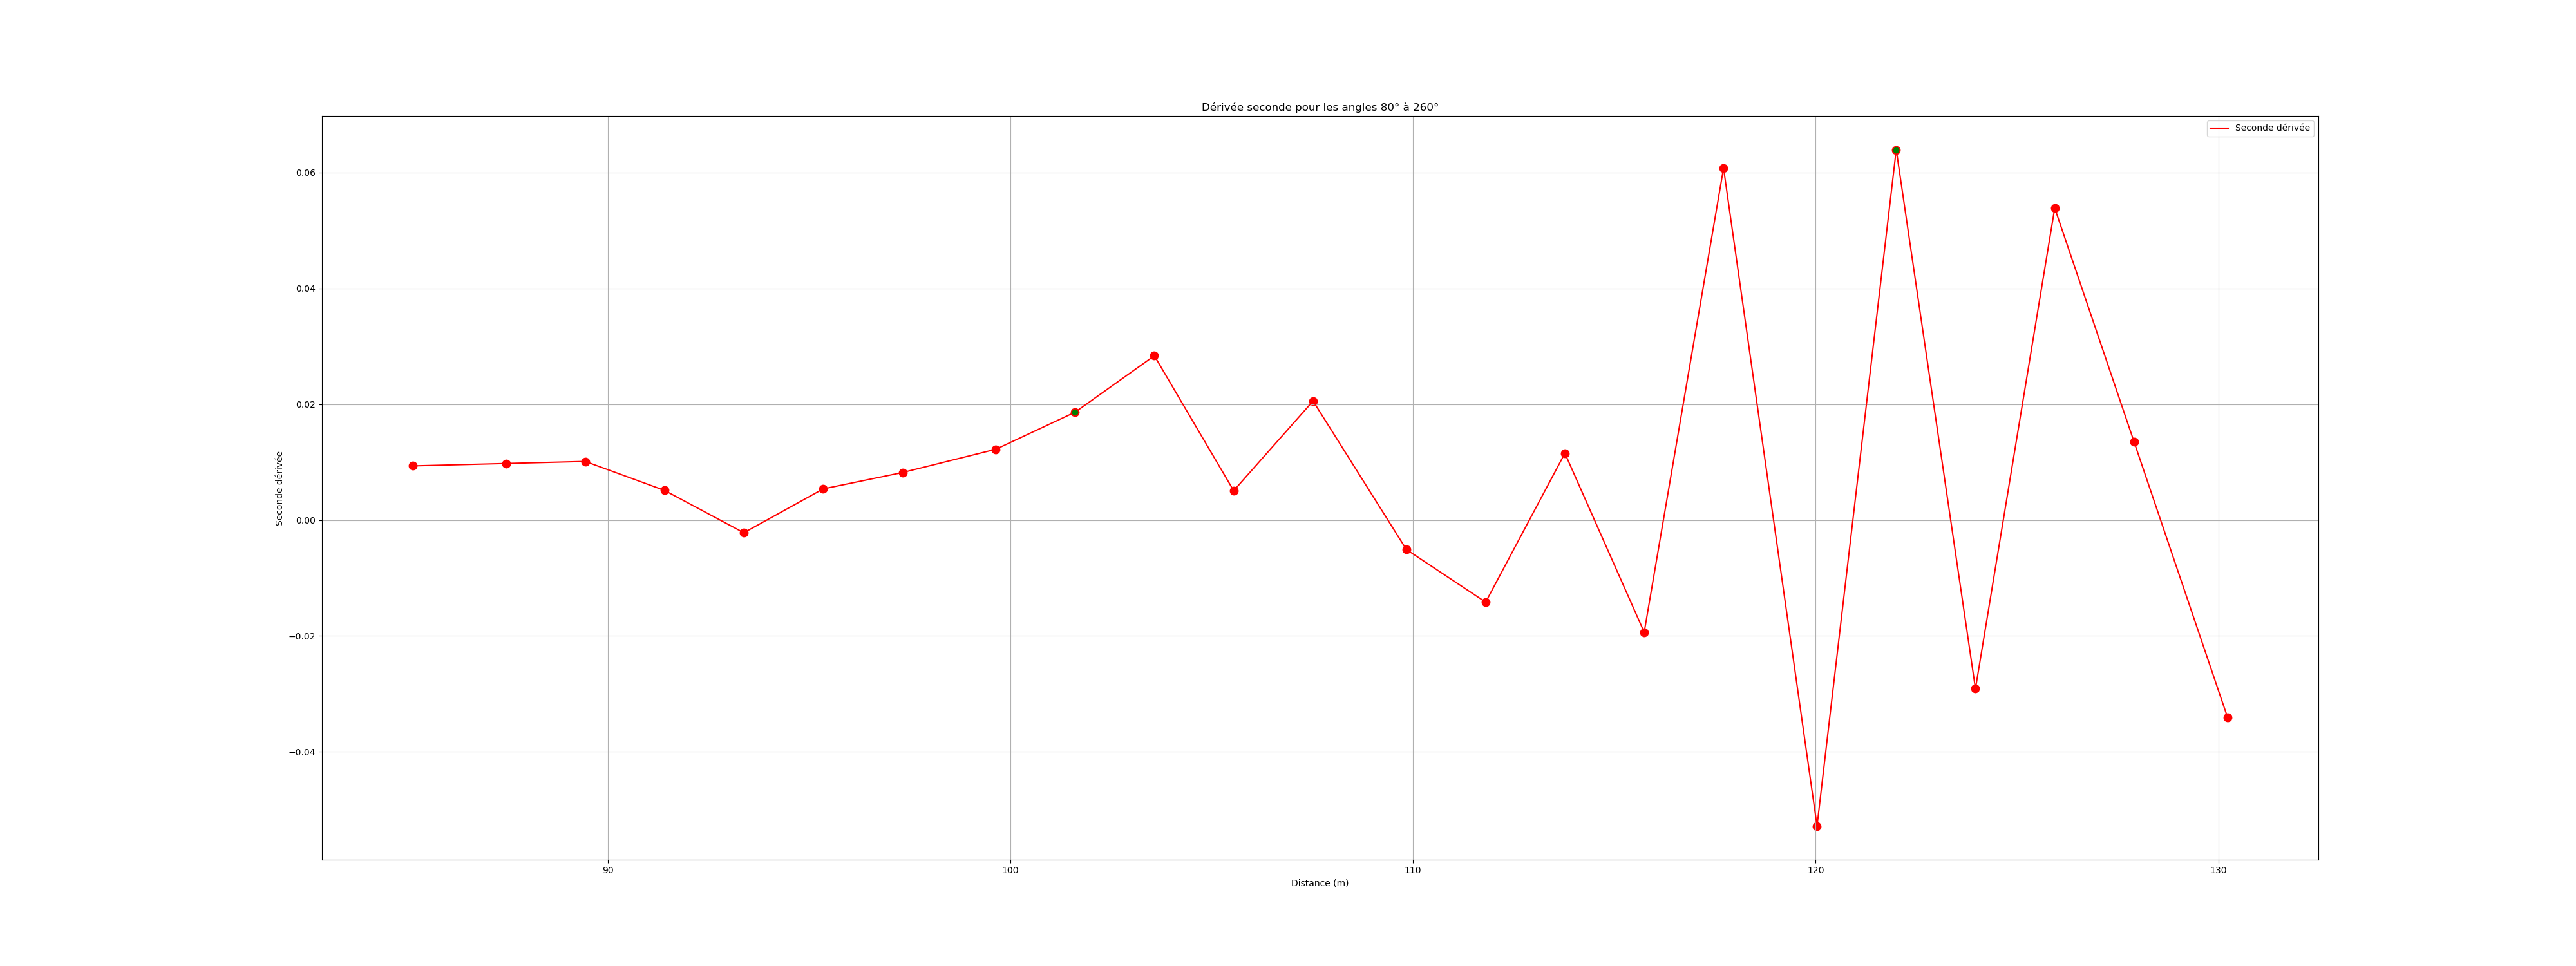 Dérivée seconde pour les angles 80° à 260°
Seconde dérivée
0.06
0.04
0.02
0.00
−0.02
−0.04
Seconde dérivée
90
100
110
120
130
Distance (m)